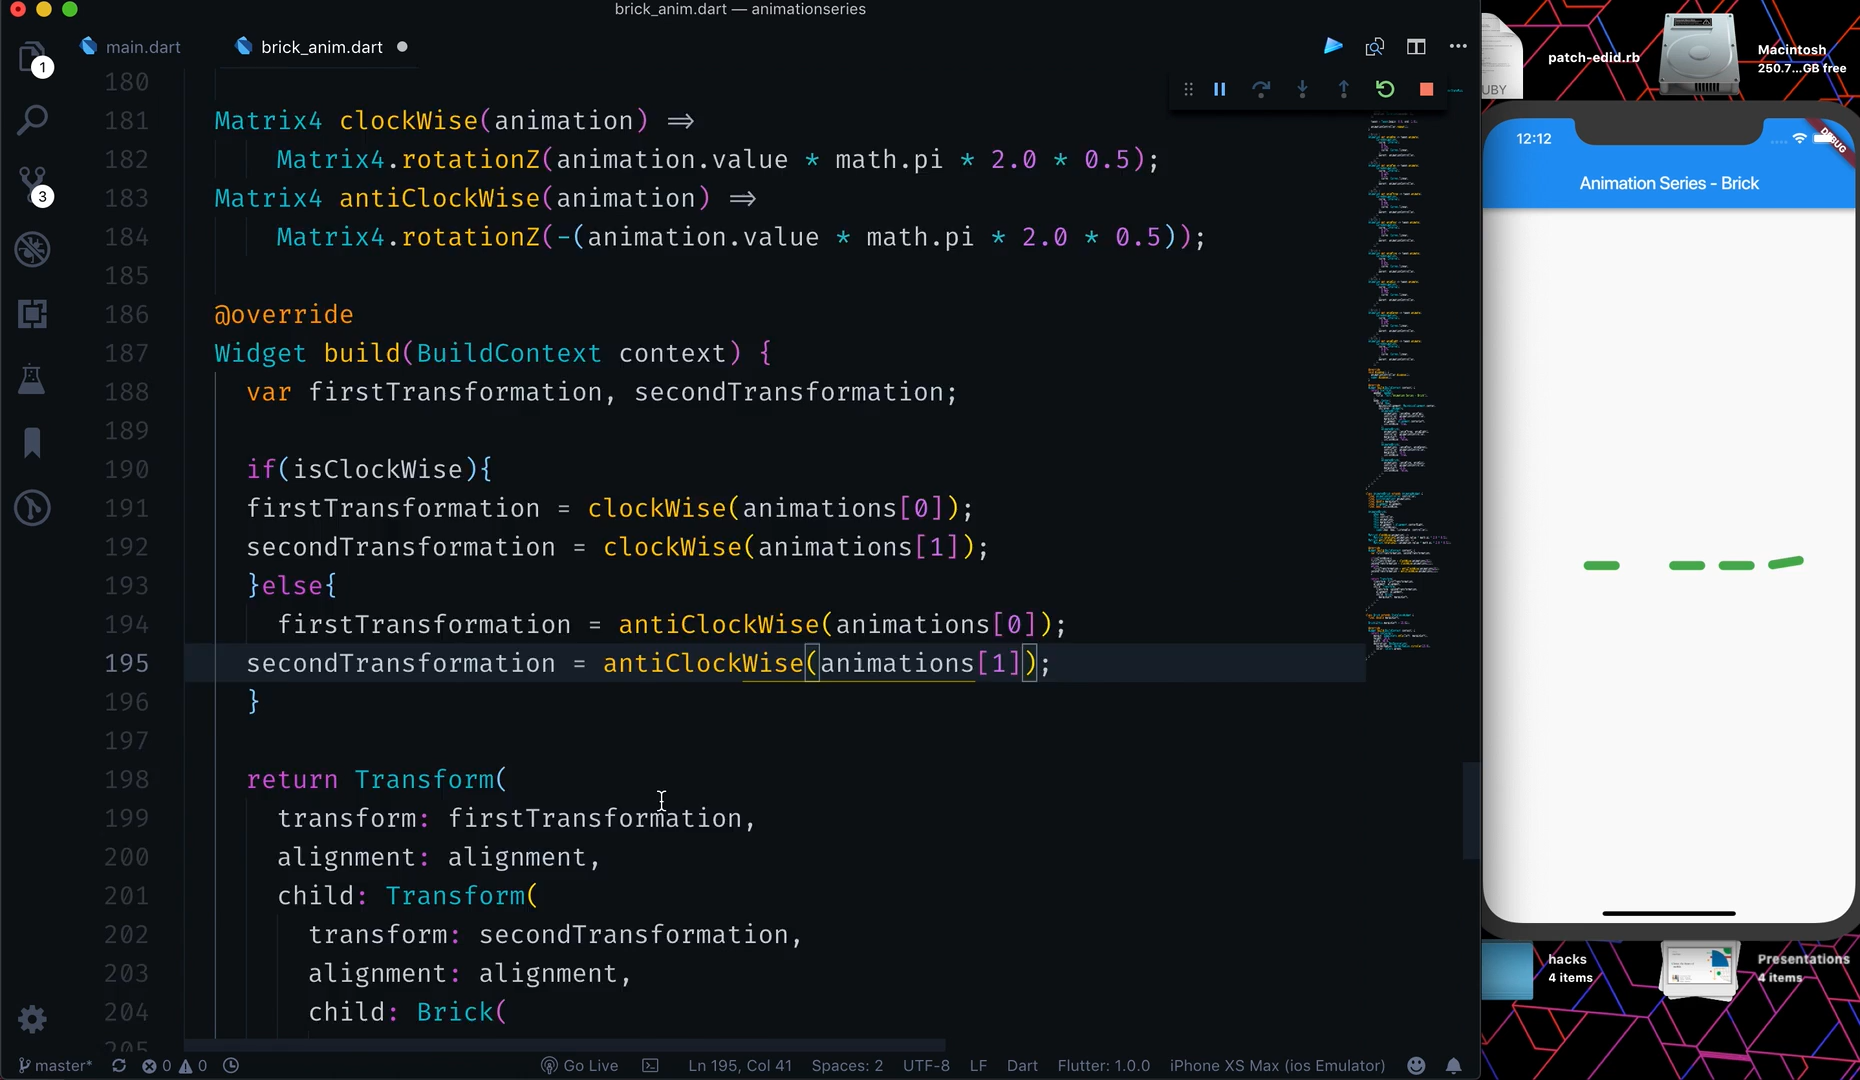 brick_anim.dart — animationseries
main.dart
brick_anim.dart
1
3
180
181 Matrix4 clockWise(animation) =>
182 Matrix4.rotationZ(animation.value * math.pi * 2.0 * 0.5);
183 Matrix4 antiClockWise(animation) =>
184 Matrix4.rotationZ(-(animation.value * math.pi * 2.0 * 0.5));
185
186 @override
187 Widget build(BuildContext context) {
188 var firstTransformation, secondTransformation;
189
190 if(isClockWise){
191 firstTransformation = clockWise(animations[0]);
192 secondTransformation = clockWise(animations[1]);
193 }else{
194 firstTransformation = antiClockWise(animations[0]);
195 secondTransformation = antiClockWise(animations[1]);
196 }
197
198 return Transform(
199 transform: firstTransformation,
200 alignment: alignment,
201 child: Transform(
202 transform: secondTransformation,
203 alignment: alignment,
204 child: Brick(
205
master*
0
0
Go Live
Ln 195, Col 41
Spaces: 2
UTF-8
LF
Dart
Flutter: 1.0.0
iPhone XS Max (ios Emulator)
UBY
patch-edid.rb
Macintosh
250.7...GB free
12:12
DEBUG
Animation Series - Brick
hacks
4 items
Presentations
4 items